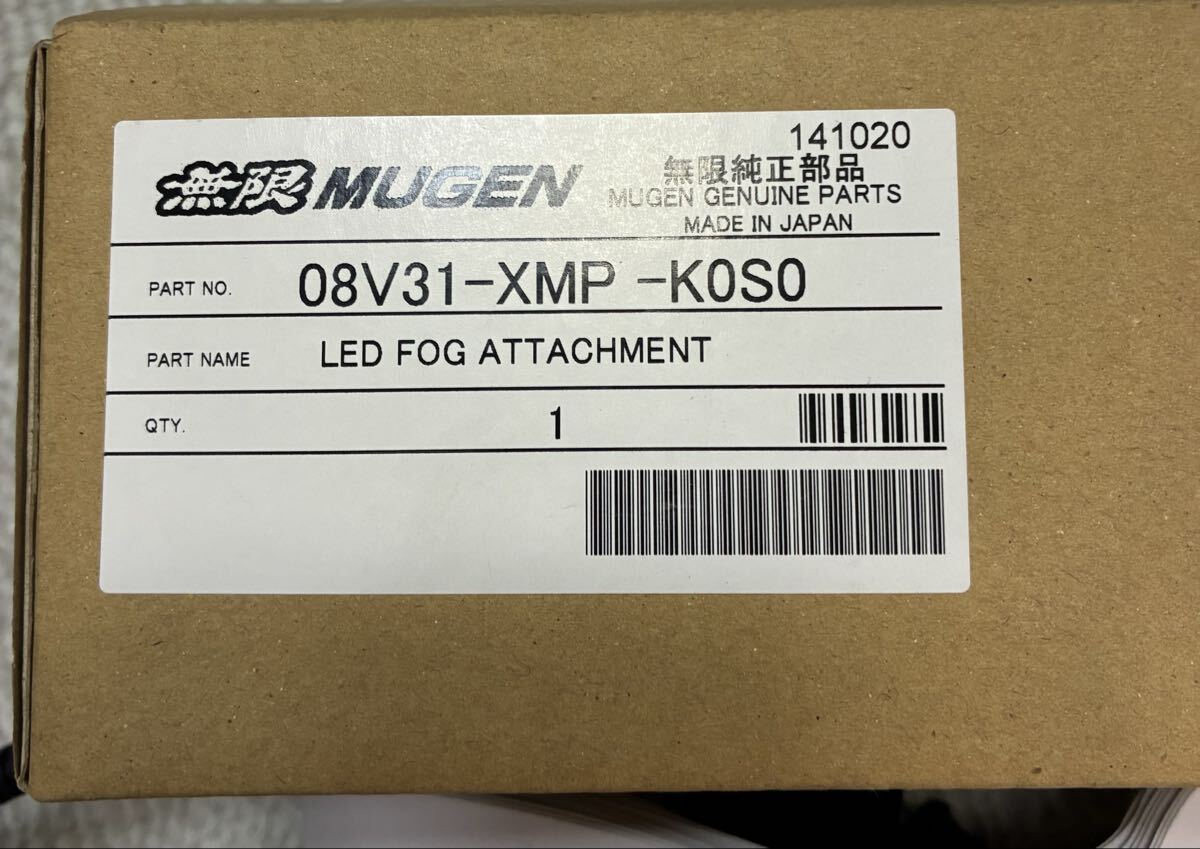 141020
無限 MUGEN
無限純正部品
MUGEN GENUINE PARTS
MADE IN JAPAN
PART NO. 08V31-XMP -K0S0
PART NAME LED FOG ATTACHMENT
QTY. 1